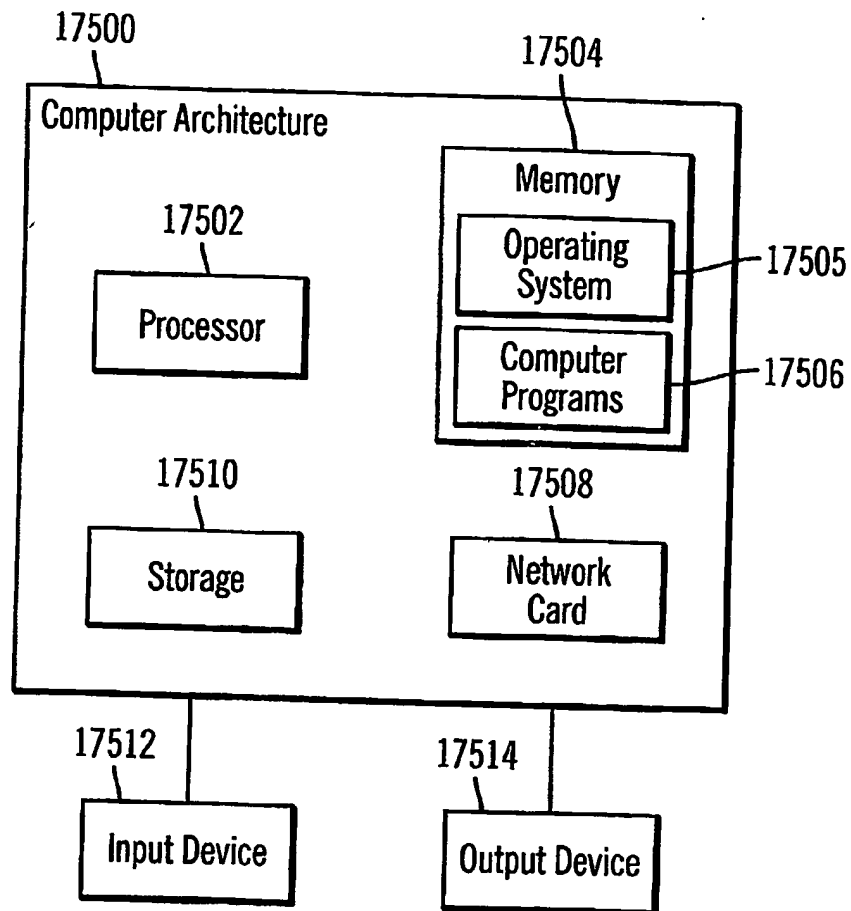 17500
17504
Computer Architecture
Memory
17502
Operating
System
17505
Processor
Computer
Programs
17506
17510
17508
Storage
Network
Card
17512
17514
Input Device
Output Device